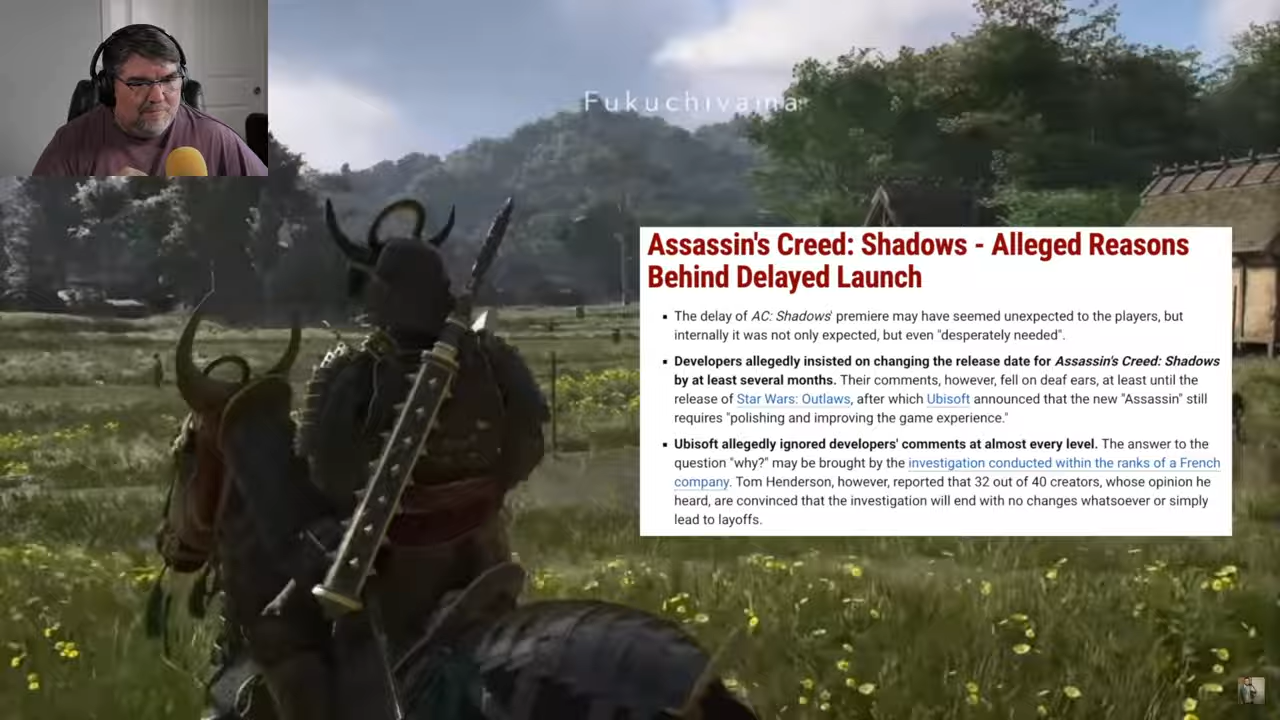 Fukuchiyama
Assassin's Creed: Shadows - Alleged Reasons
Behind Delayed Launch
▪ The delay of AC: Shadows' premiere may have seemed unexpected to the players, but
internally it was not only expected, but even "desperately needed".
▪ Developers allegedly insisted on changing the release date for Assassin's Creed: Shadows
by at least several months. Their comments, however, fell on deaf ears, at least until the
release of Star Wars: Outlaws, after which Ubisoft announced that the new "Assassin" still
requires "polishing and improving the game experience."
▪ Ubisoft allegedly ignored developers' comments at almost every level. The answer to the
question "why?" may be brought by the investigation conducted within the ranks of a French
company. Tom Henderson, however, reported that 32 out of 40 creators, whose opinion he
heard, are convinced that the investigation will end with no changes whatsoever or simply
lead to layoffs.